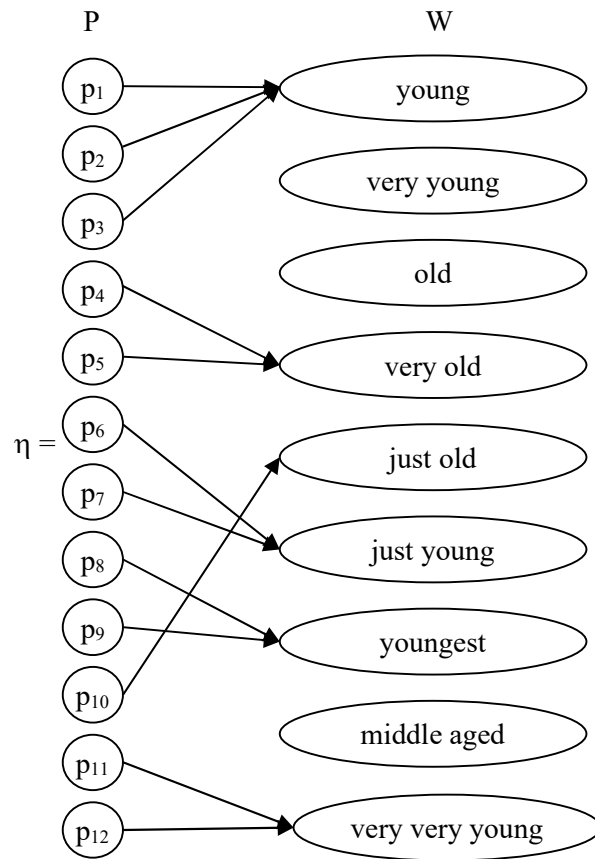 P W
p₁ young
p₂
very young
p₃
old
p₄
p₅ very old
p₆
η =
just old
p₇
just young
p₈
p₉ youngest
p₁₀
middle aged
p₁₁
p₁₂ very very young